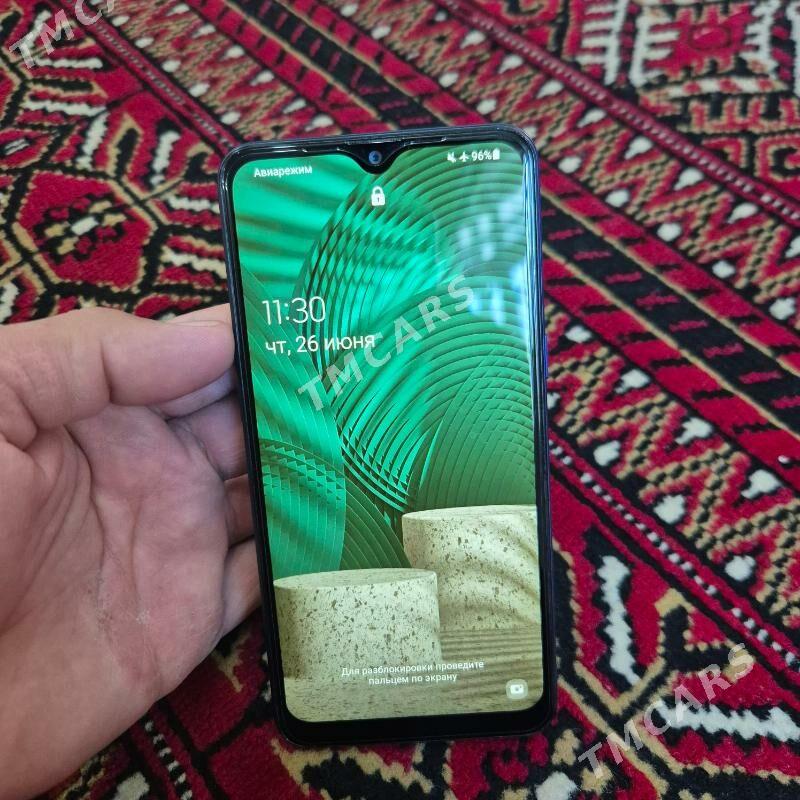 TMCARS
Авиарежим
96%
11:30
чт, 26 июня
TMCARS
Для разблокировки проведите
пальцем по экрану
TMCARS